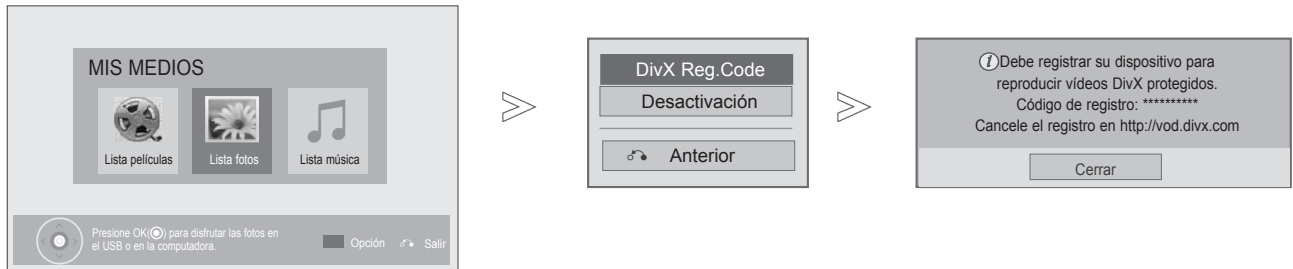 MIS MEDIOS
Lista películas
Lista fotos
Lista música
Presione OK(◉) para disfrutar las fotos en
el USB o en la computadora.
Opción
Salir
DivX Reg.Code
Desactivación
Anterior
Debe registrar su dispositivo para
reproducir vídeos DivX protegidos.
Código de registro: **********
Cancele el registro en http://vod.divx.com
Cerrar